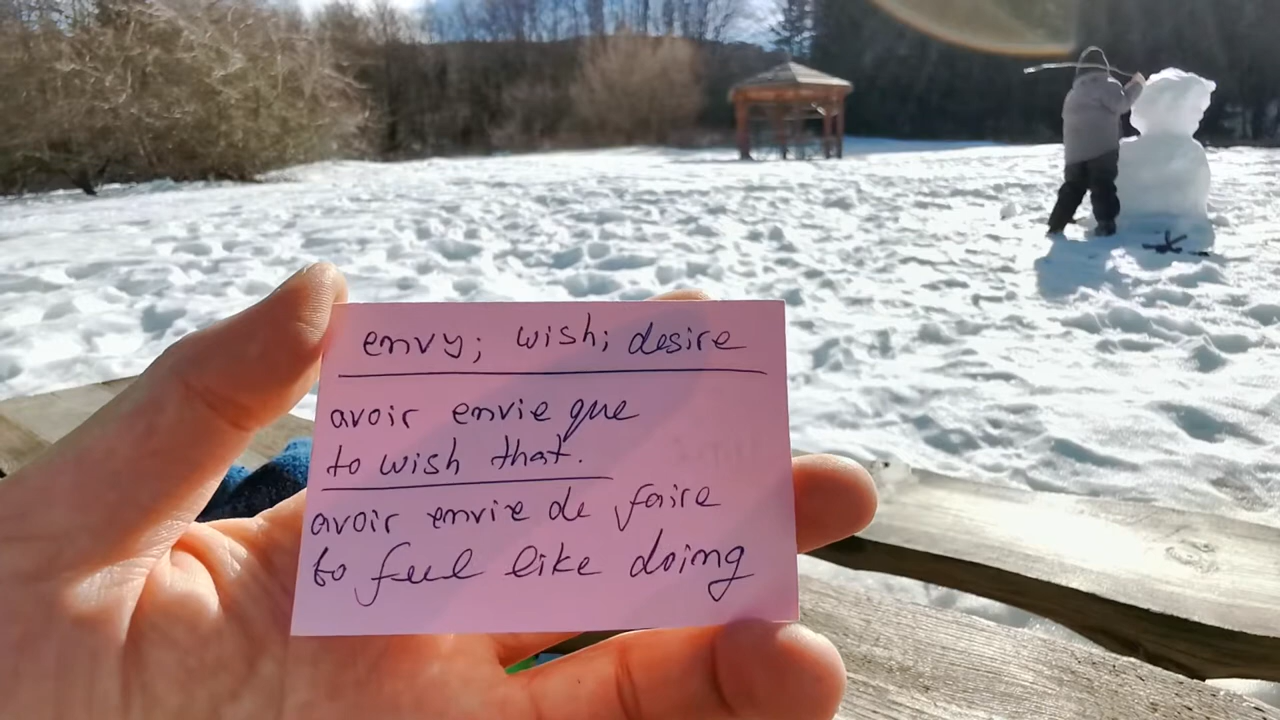 envy; wish; desire
avoir envie que
to wish that.
avoir envie de faire
to feel like doing